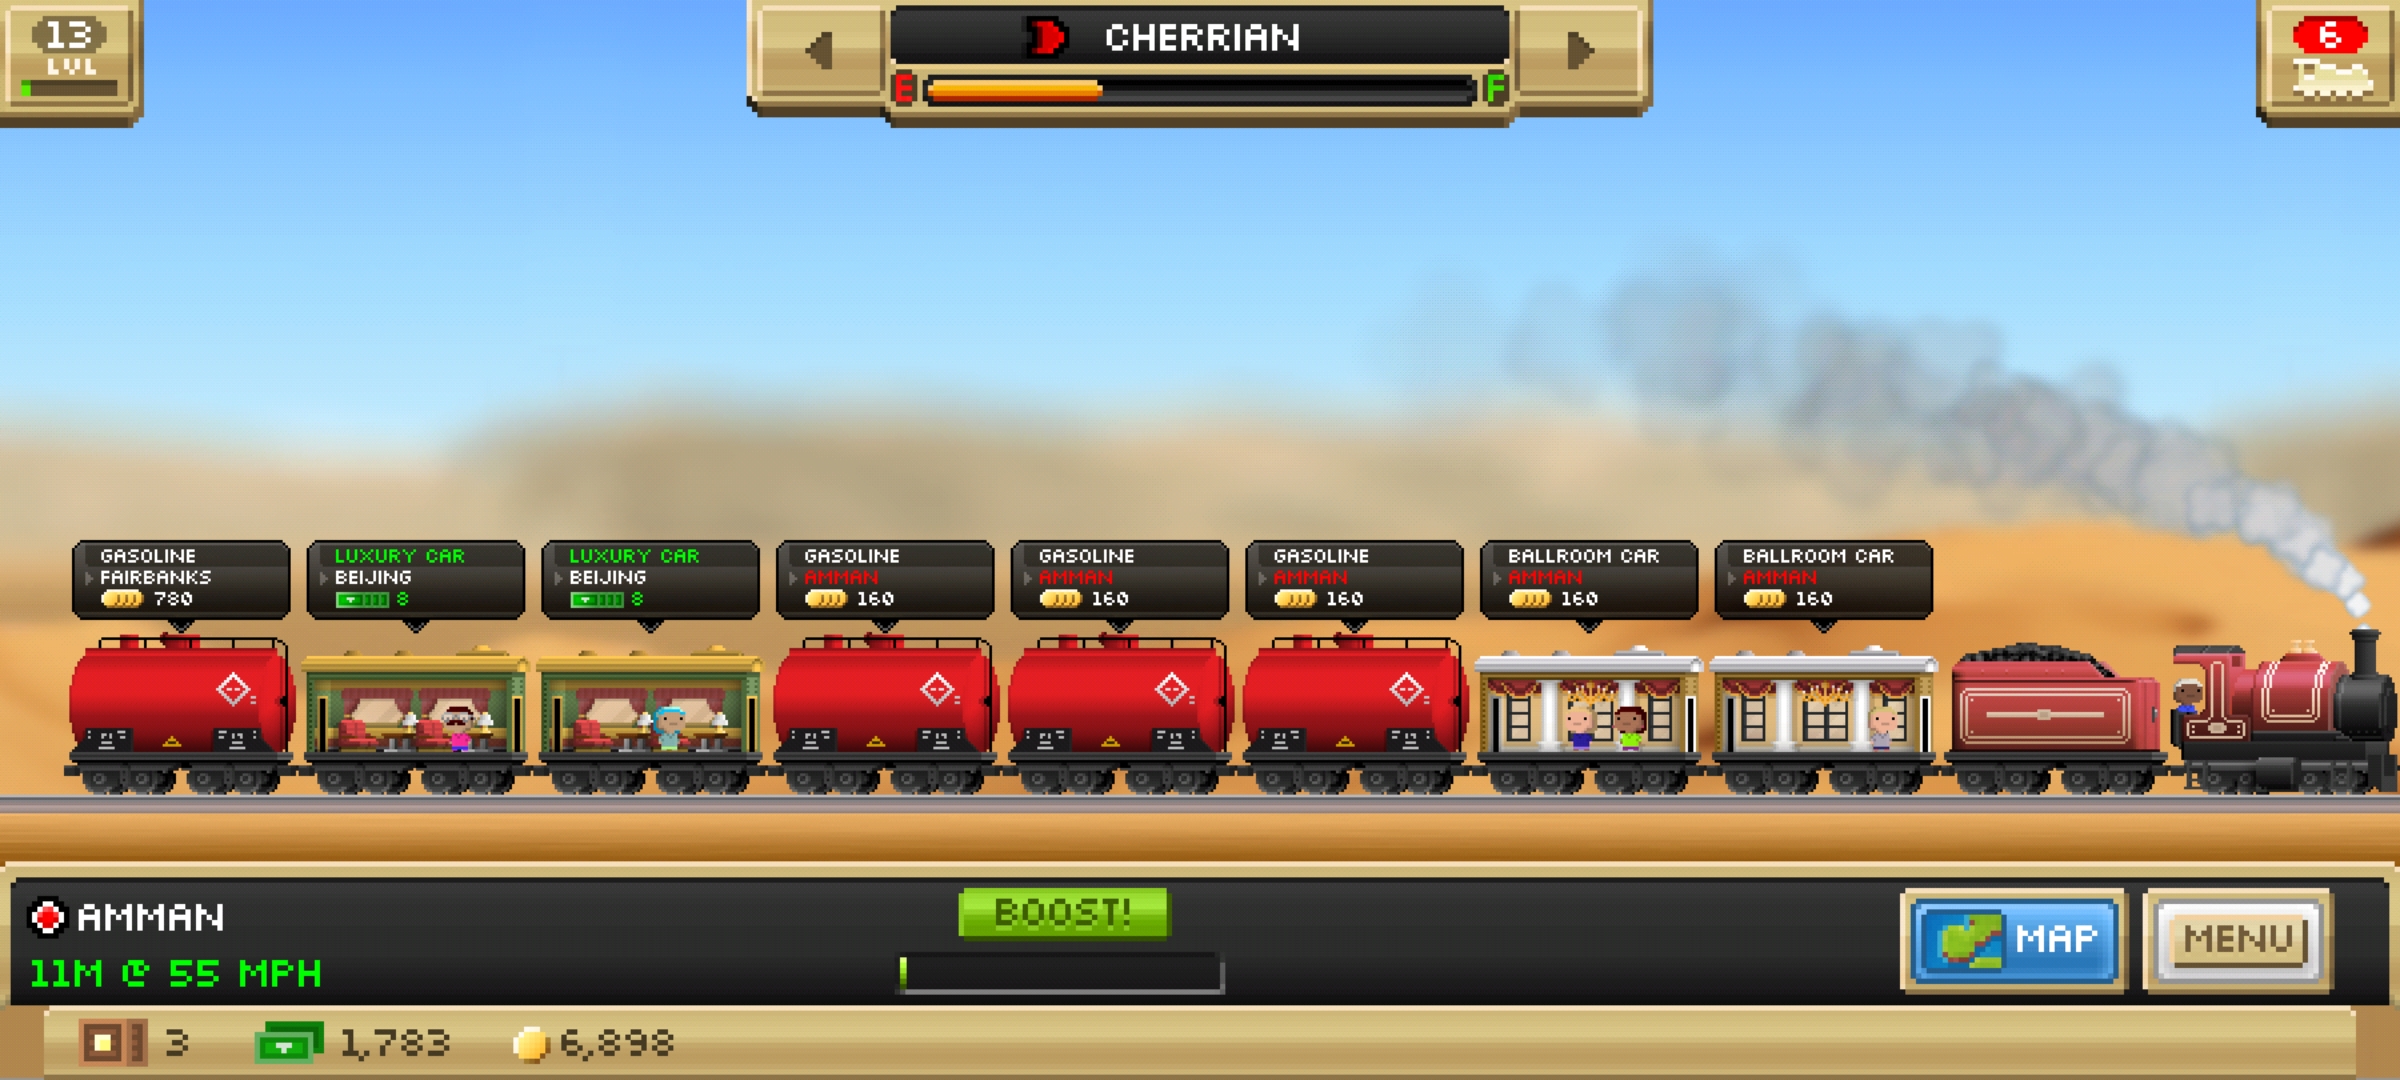 13
LVL
CHERRIAN
E
F
6
GASOLINE
FAIRBANKS
780
LUXURY CAR
BEIJING
8
LUXURY CAR
BEIJING
8
GASOLINE
AMMAN
160
GASOLINE
AMMAN
160
GASOLINE
AMMAN
160
BALLROOM CAR
AMMAN
160
BALLROOM CAR
AMMAN
160
AMMAN
11M @ 55 MPH
BOOST!
MAP
MENU
3
1,783
6,898